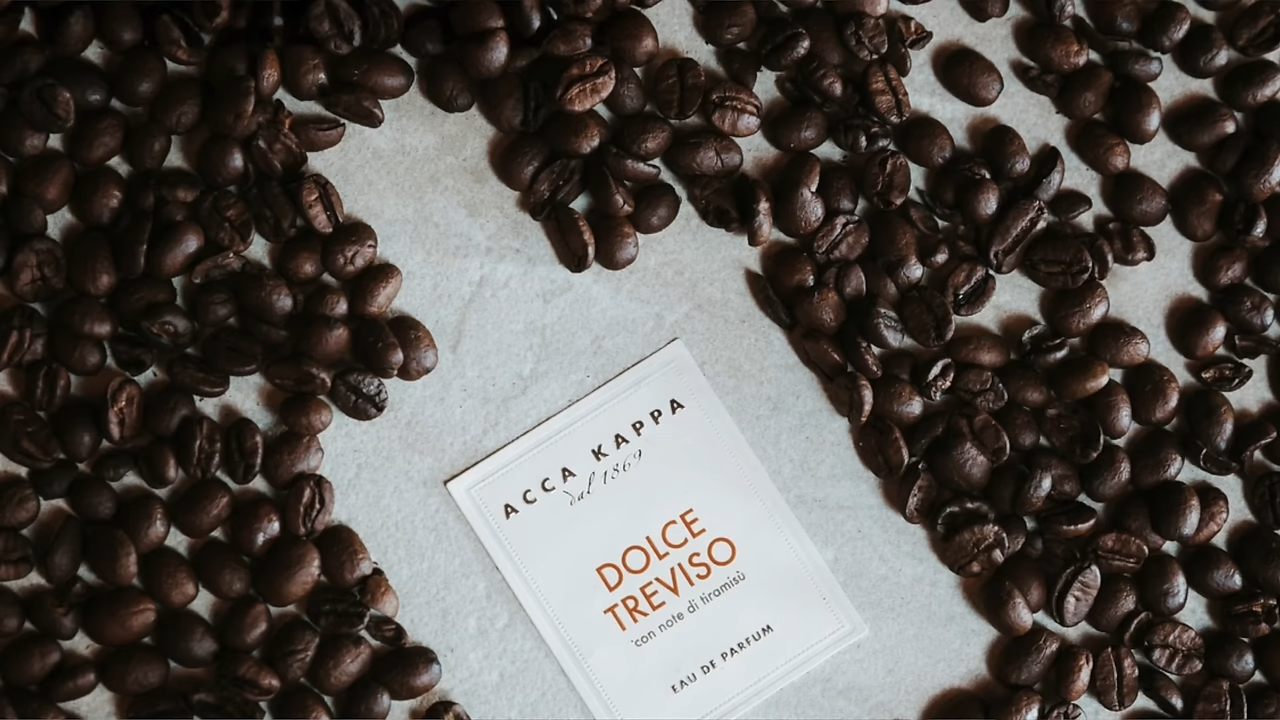 ACCA KAPPA
dal 1869
DOLCE
TREVISO
con note di tiramisù
EAU DE PARFUM